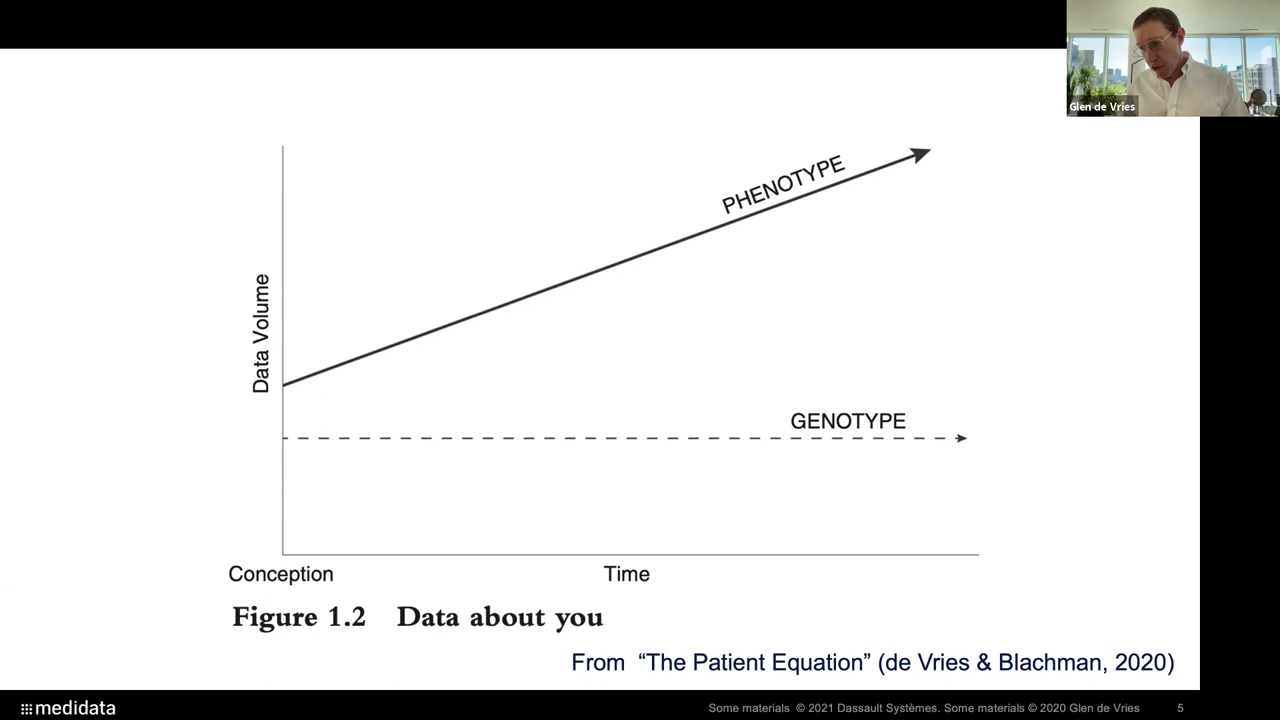 Glen de Vries
PHENOTYPE
Data Volume
GENOTYPE
Conception
Time
Figure 1.2 Data about you
From “The Patient Equation” (de Vries & Blachman, 2020)
medidata
Some materials © 2021 Dassault Systèmes. Some materials © 2020 Glen de Vries
5